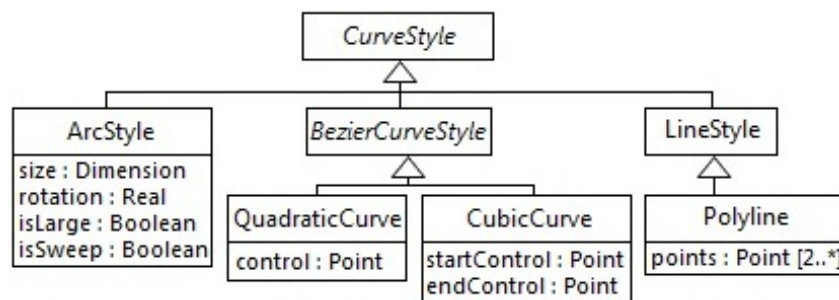 CurveStyle
ArcStyle
size : Dimension
rotation : Real
isLarge : Boolean
isSweep : Boolean
BezierCurveStyle
LineStyle
QuadraticCurve
control : Point
CubicCurve
startControl : Point
endControl : Point
Polyline
points : Point [2..*]